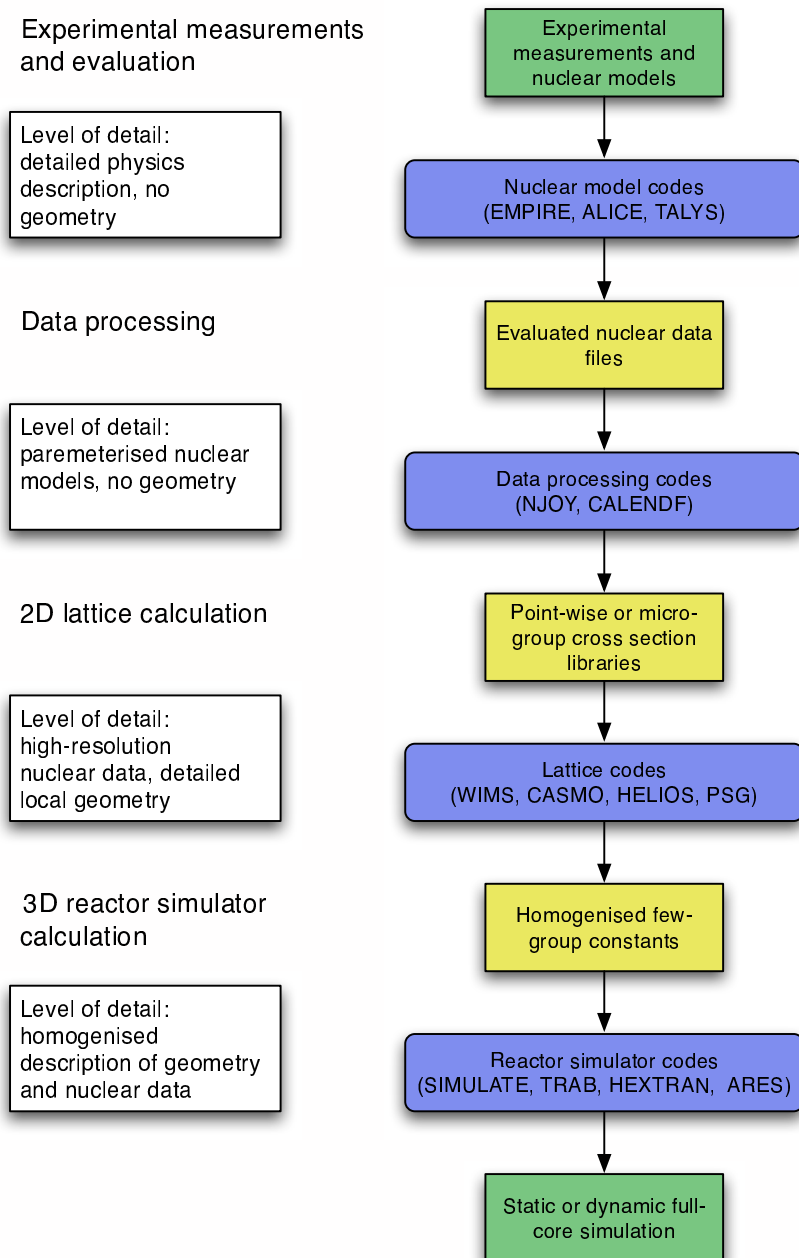 Experimental measurements
and evaluation
Experimental
measurements and
nuclear models
Level of detail:
detailed physics
description, no
geometry
Nuclear model codes
(EMPIRE, ALICE, TALYS)
Data processing
Evaluated nuclear data
files
Level of detail:
paremeterised nuclear
models, no geometry
Data processing codes
(NJOY, CALENDF)
2D lattice calculation
Point-wise or micro-
group cross section
libraries
Level of detail:
high-resolution
nuclear data, detailed
local geometry
Lattice codes
(WIMS, CASMO, HELIOS, PSG)
3D reactor simulator
calculation
Homogenised few-
group constants
Level of detail:
homogenised
description of geometry
and nuclear data
Reactor simulator codes
(SIMULATE, TRAB, HEXTRAN, ARES)
Static or dynamic full-
core simulation